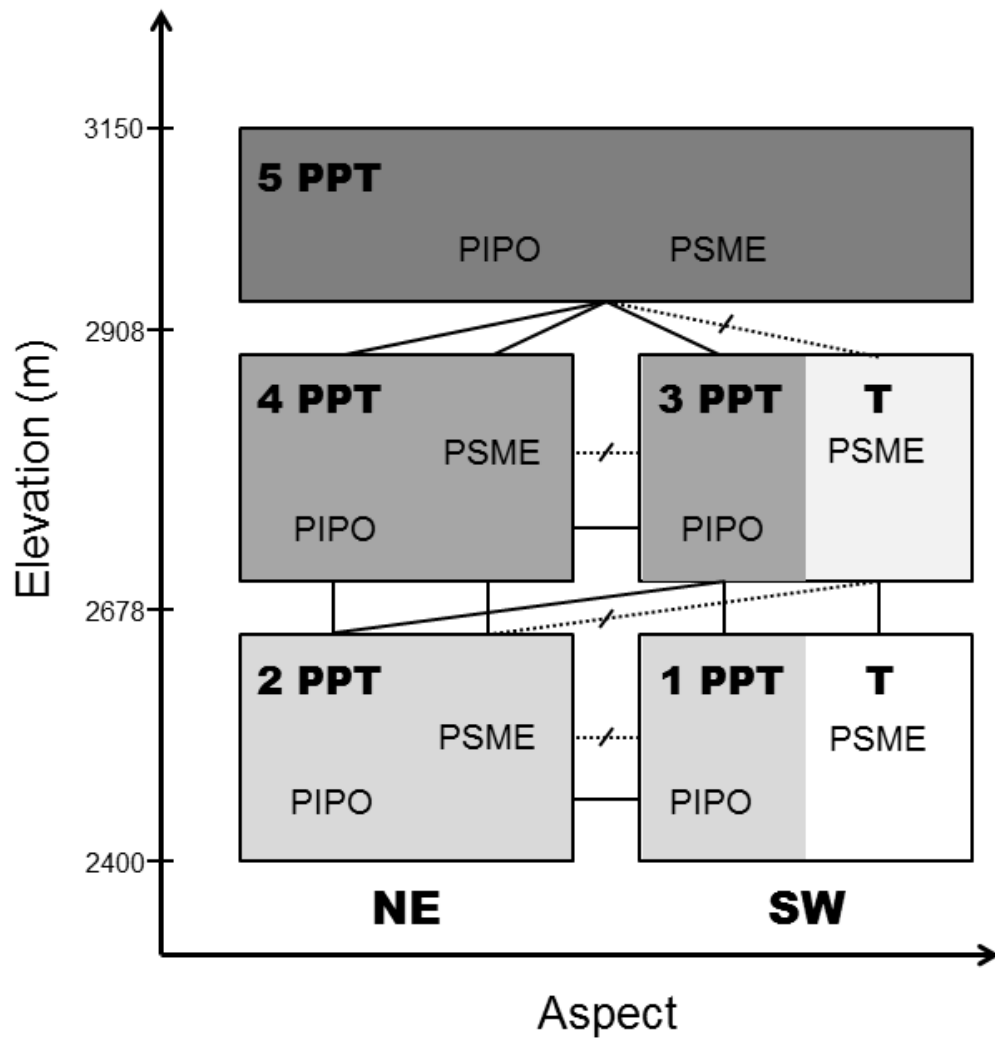 3150
5 PPT
PIPO PSME
2908
4 PPT 3 PPT T
PSME PSME
PIPO PIPO
Elevation (m)
2678
2 PPT 1 PPT T
PSME PSME
PIPO PIPO
2400
NE SW
Aspect